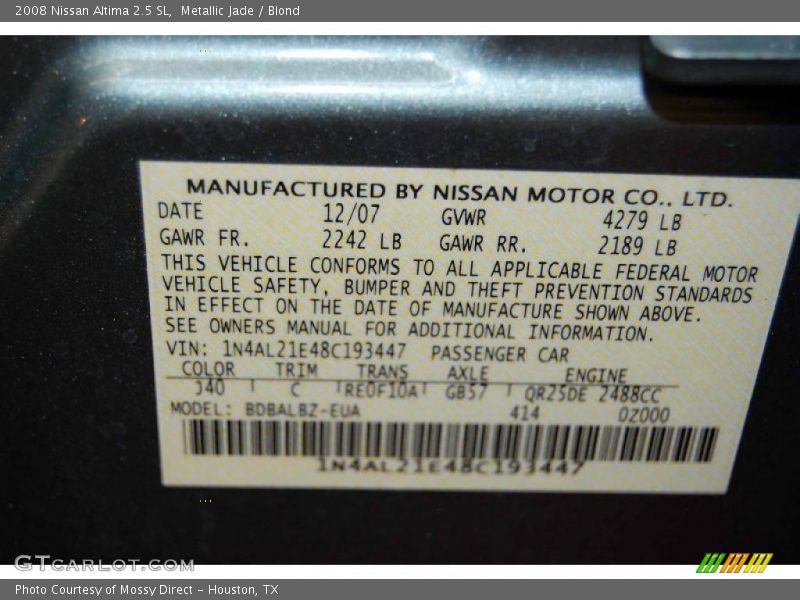 2008 Nissan Altima 2.5 SL,  Metallic Jade / Blond
MANUFACTURED BY NISSAN MOTOR CO., LTD.
DATE 12/07 GVWR 4279 LB
GAWR FR. 2242 LB GAWR RR. 2189 LB
THIS VEHICLE CONFORMS TO ALL APPLICABLE FEDERAL MOTOR
VEHICLE SAFETY, BUMPER AND THEFT PREVENTION STANDARDS
IN EFFECT ON THE DATE OF MANUFACTURE SHOWN ABOVE.
SEE OWNERS MANUAL FOR ADDITIONAL INFORMATION.
VIN: 1N4AL21E48C193447 PASSENGER CAR
COLOR TRIM TRANS AXLE ENGINE
J40 C RE0F10A GB57 QR25DE 2488CC
MODEL: BDBALBZ-EUA 414 0Z000
1N4AL21E48C193447
GTcarlot.com
Photo Courtesy of Mossy Direct – Houston, TX